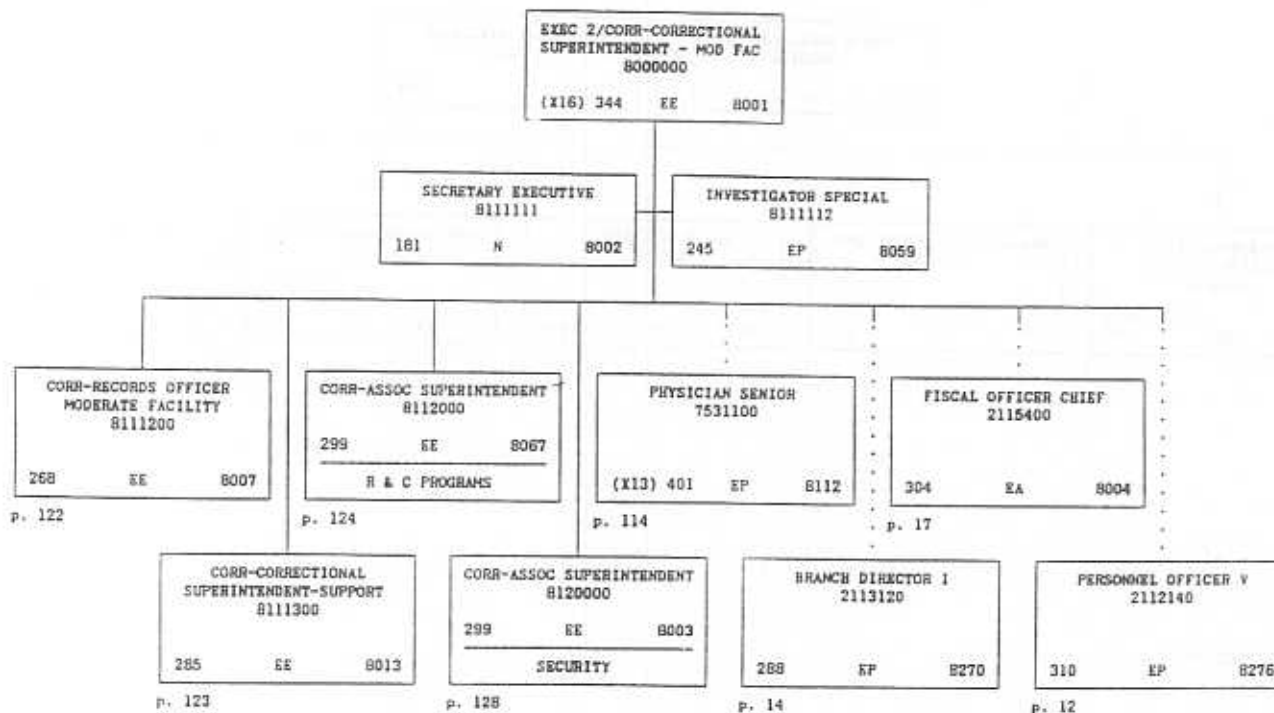 EXEC 2/CORR-CORRECTIONAL
SUPERINTENDENT - MOD FAC
8000000
(X16) 344 EE 8001
SECRETARY EXECUTIVE
8111111
181 N 8002
INVESTIGATOR SPECIAL
8111112
245 EP 8059
CORR-RECORDS OFFICER
MODERATE FACILITY
8111200
268 EE 8007
p. 122
CORR-ASSOC SUPERINTENDENT
8112000
299 EE 8067
R & C PROGRAMS
p. 124
PHYSICIAN SENIOR
7531100
(X13) 401 EP 8112
p. 114
FISCAL OFFICER CHIEF
2115400
304 EA 8004
p. 17
CORR-CORRECTIONAL
SUPERINTENDENT-SUPPORT
8111300
285 EE 8013
p. 123
CORR-ASSOC SUPERINTENDENT
8120000
299 EE 8003
SECURITY
p. 128
BRANCH DIRECTOR I
2113120
288 EP 8270
p. 14
PERSONNEL OFFICER V
2112140
310 EP 8276
p. 12